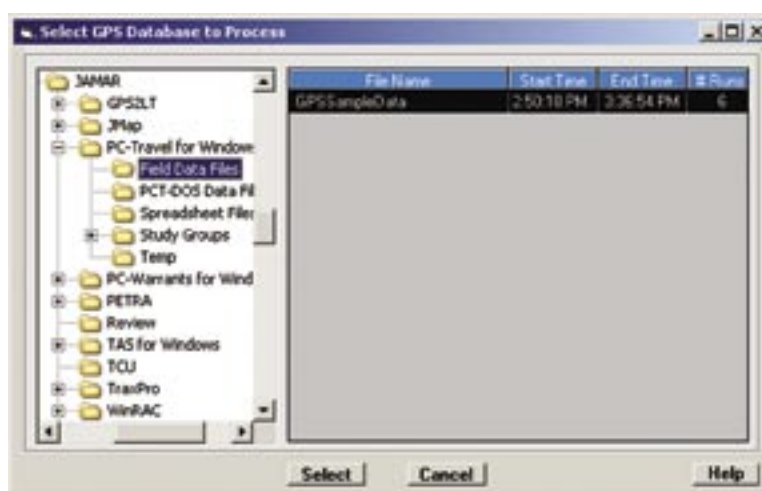 Select GPS Database to Process
JAMAR
GPS2LT
JMap
PC-Travel for Window
Field Data Files
PCT-DOS Data Fil
Spreadsheet Files
Study Groups
Temp
PC-Warrants for Wind
PETRA
Review
TAS for Windows
TCU
TraxPro
WinRAC
File Name Start Time End Time # Runs
GPSSampleData 2:50:18 PM 3:36:54 PM 6
Select Cancel Help